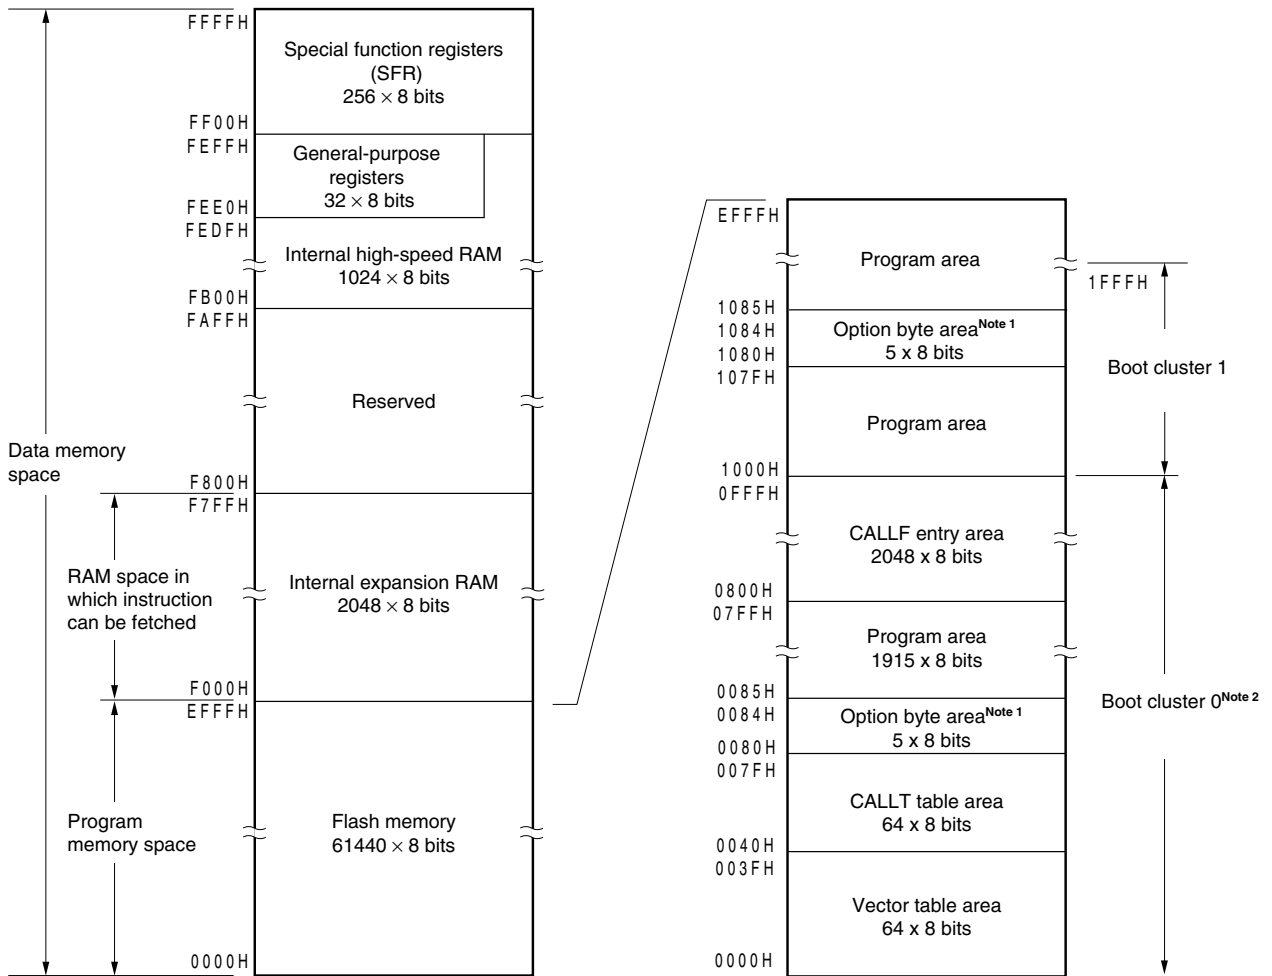 FFFFH
Special function registers
(SFR)
256 × 8 bits
FF00H
FEFFH
General-purpose
registers
32 × 8 bits
FEE0H
FEDFH
Internal high-speed RAM
1024 × 8 bits
FB00H
FAFFH
Reserved
Data memory
space
F800H
F7FFH
RAM space in
which instruction
can be fetched
Internal expansion RAM
2048 × 8 bits
F000H
EFFFH
Program
memory space
Flash memory
61440 × 8 bits
0000H
EFFFH
Program area
1FFFH
1085H
1084H
Option byte areaNote 1
5 x 8 bits
1080H
107FH
Boot cluster 1
Program area
1000H
0FFFH
CALLF entry area
2048 x 8 bits
0800H
07FFH
Program area
1915 x 8 bits
0085H
0084H
Option byte areaNote 1
5 x 8 bits
Boot cluster 0Note 2
0080H
007FH
CALLT table area
64 x 8 bits
0040H
003FH
Vector table area
64 x 8 bits
0000H